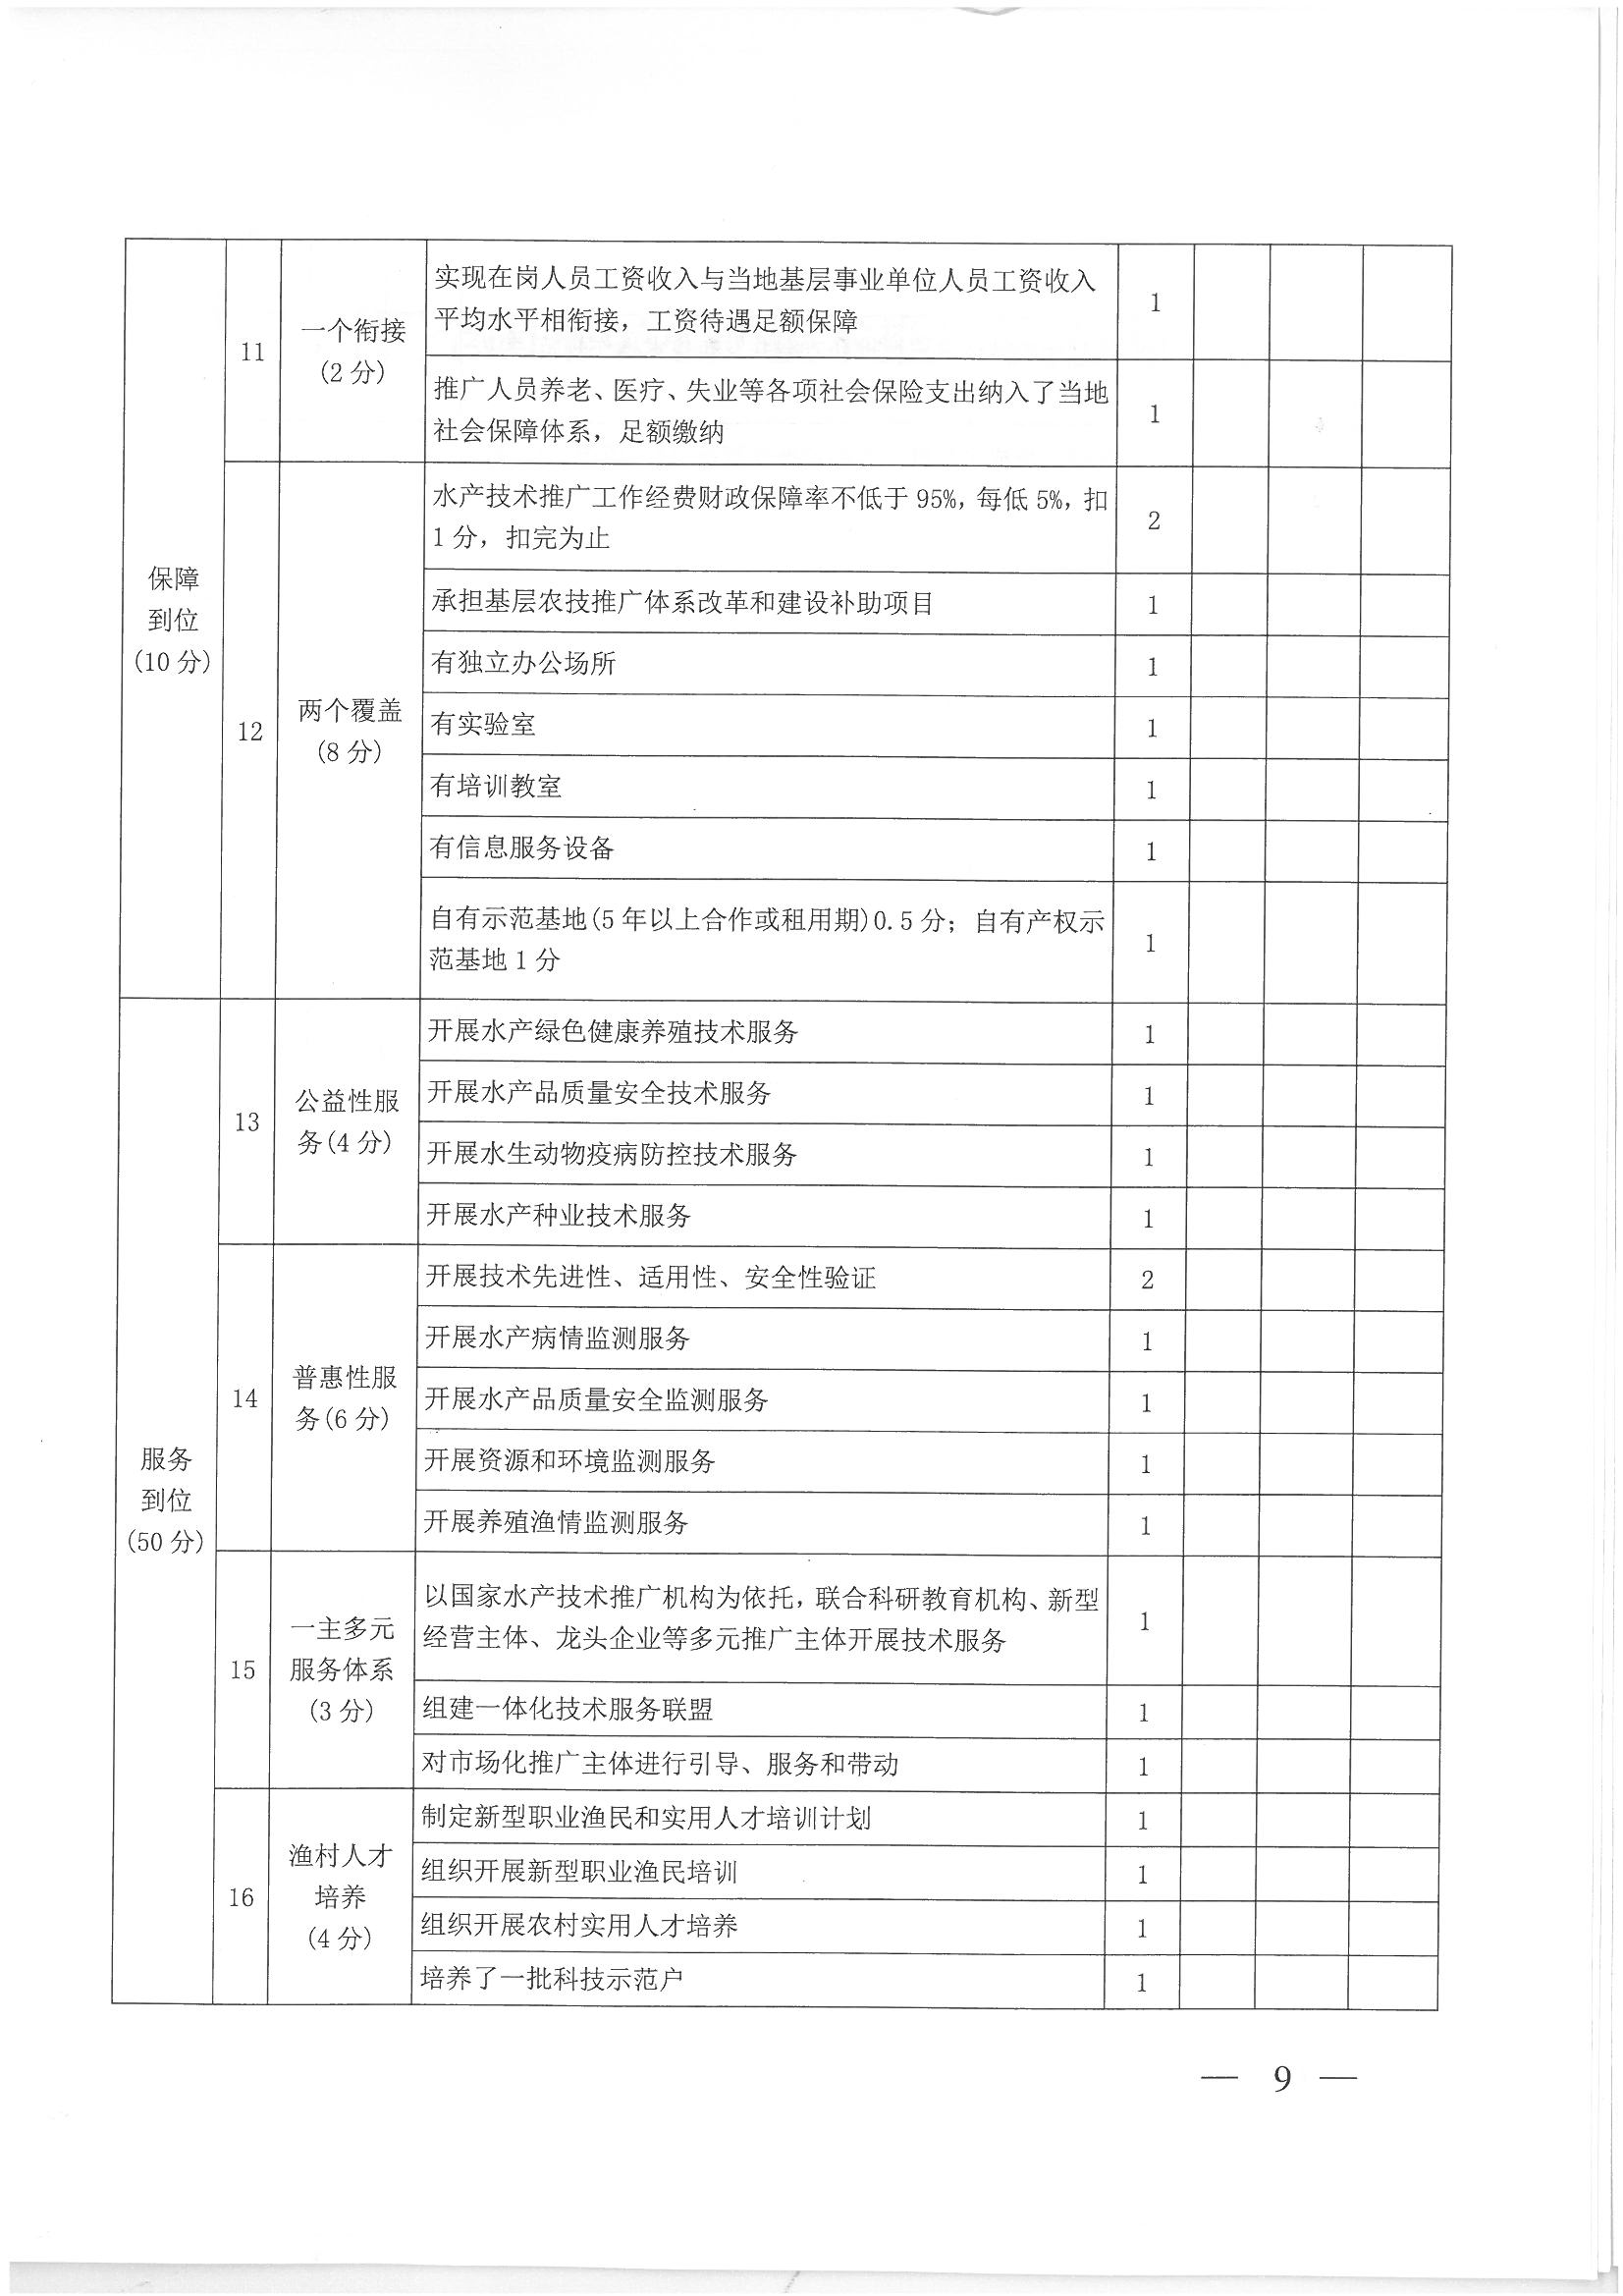 保障
到位
(10 分)
11
一个衔接
(2 分)
实现在岗人员工资收入与当地基层事业单位人员工资收入
平均水平相衔接，工资待遇足额保障
1
推广人员养老、医疗、失业等各项社会保险支出纳入了当地
社会保障体系，足额缴纳
1
12
两个覆盖
(8 分)
水产技术推广工作经费财政保障率不低于 95%，每低 5%，扣
1 分，扣完为止
2
承担基层农技推广体系改革和建设补助项目
1
有独立办公场所
1
有实验室
1
有培训教室
1
有信息服务设备
1
自有示范基地(5 年以上合作或租用期)0.5 分；自有产权示
范基地 1 分
1
服务
到位
(50 分)
13
公益性服
务(4 分)
开展水产绿色健康养殖技术服务
1
开展水产品质量安全技术服务
1
开展水生动物疫病防控技术服务
1
开展水产种业技术服务
1
14
普惠性服
务(6 分)
开展技术先进性、适用性、安全性验证
2
开展水产病情监测服务
1
开展水产品质量安全监测服务
1
开展资源和环境监测服务
1
开展养殖渔情监测服务
1
15
一主多元
服务体系
(3 分)
以国家水产技术推广机构为依托，联合科研教育机构、新型
经营主体、龙头企业等多元推广主体开展技术服务
1
组建一体化技术服务联盟
1
对市场化推广主体进行引导、服务和带动
1
16
渔村人才
培养
(4 分)
制定新型职业渔民和实用人才培训计划
1
组织开展新型职业渔民培训
1
组织开展农村实用人才培养
1
培养了一批科技示范户
1
— 9 —